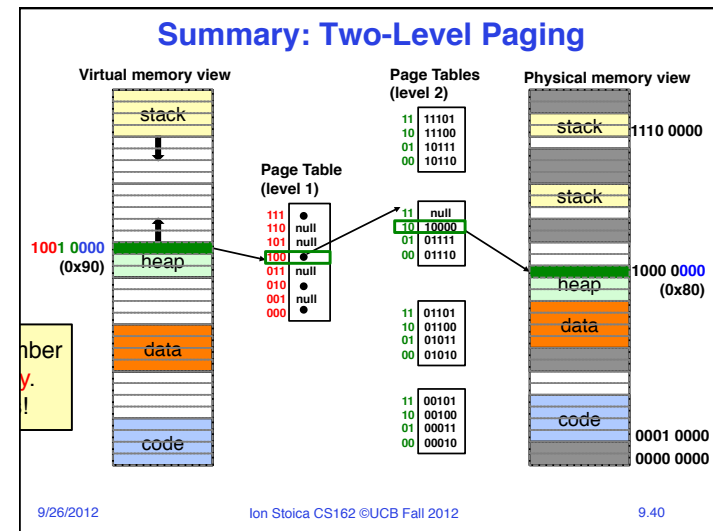 Summary: Two-Level Paging
Virtual memory view
Page Tables
(level 2)
Physical memory view
stack
Page Table
(level 1)
111
110 null
101 null
100
011 null
010
001 null
000
1001 0000
(0x90)
heap
data
code
11 11101
10 11100
01 10111
00 10110
11 null
10 10000
01 01111
00 01110
11 01101
10 01100
01 01011
00 01010
11 00101
10 00100
01 00011
00 00010
stack
1110 0000
stack
1000 0000
(0x80)
heap
data
code
0001 0000
0000 0000
nber
y.
!
9/26/2012
Ion Stoica CS162 ©UCB Fall 2012
9.40